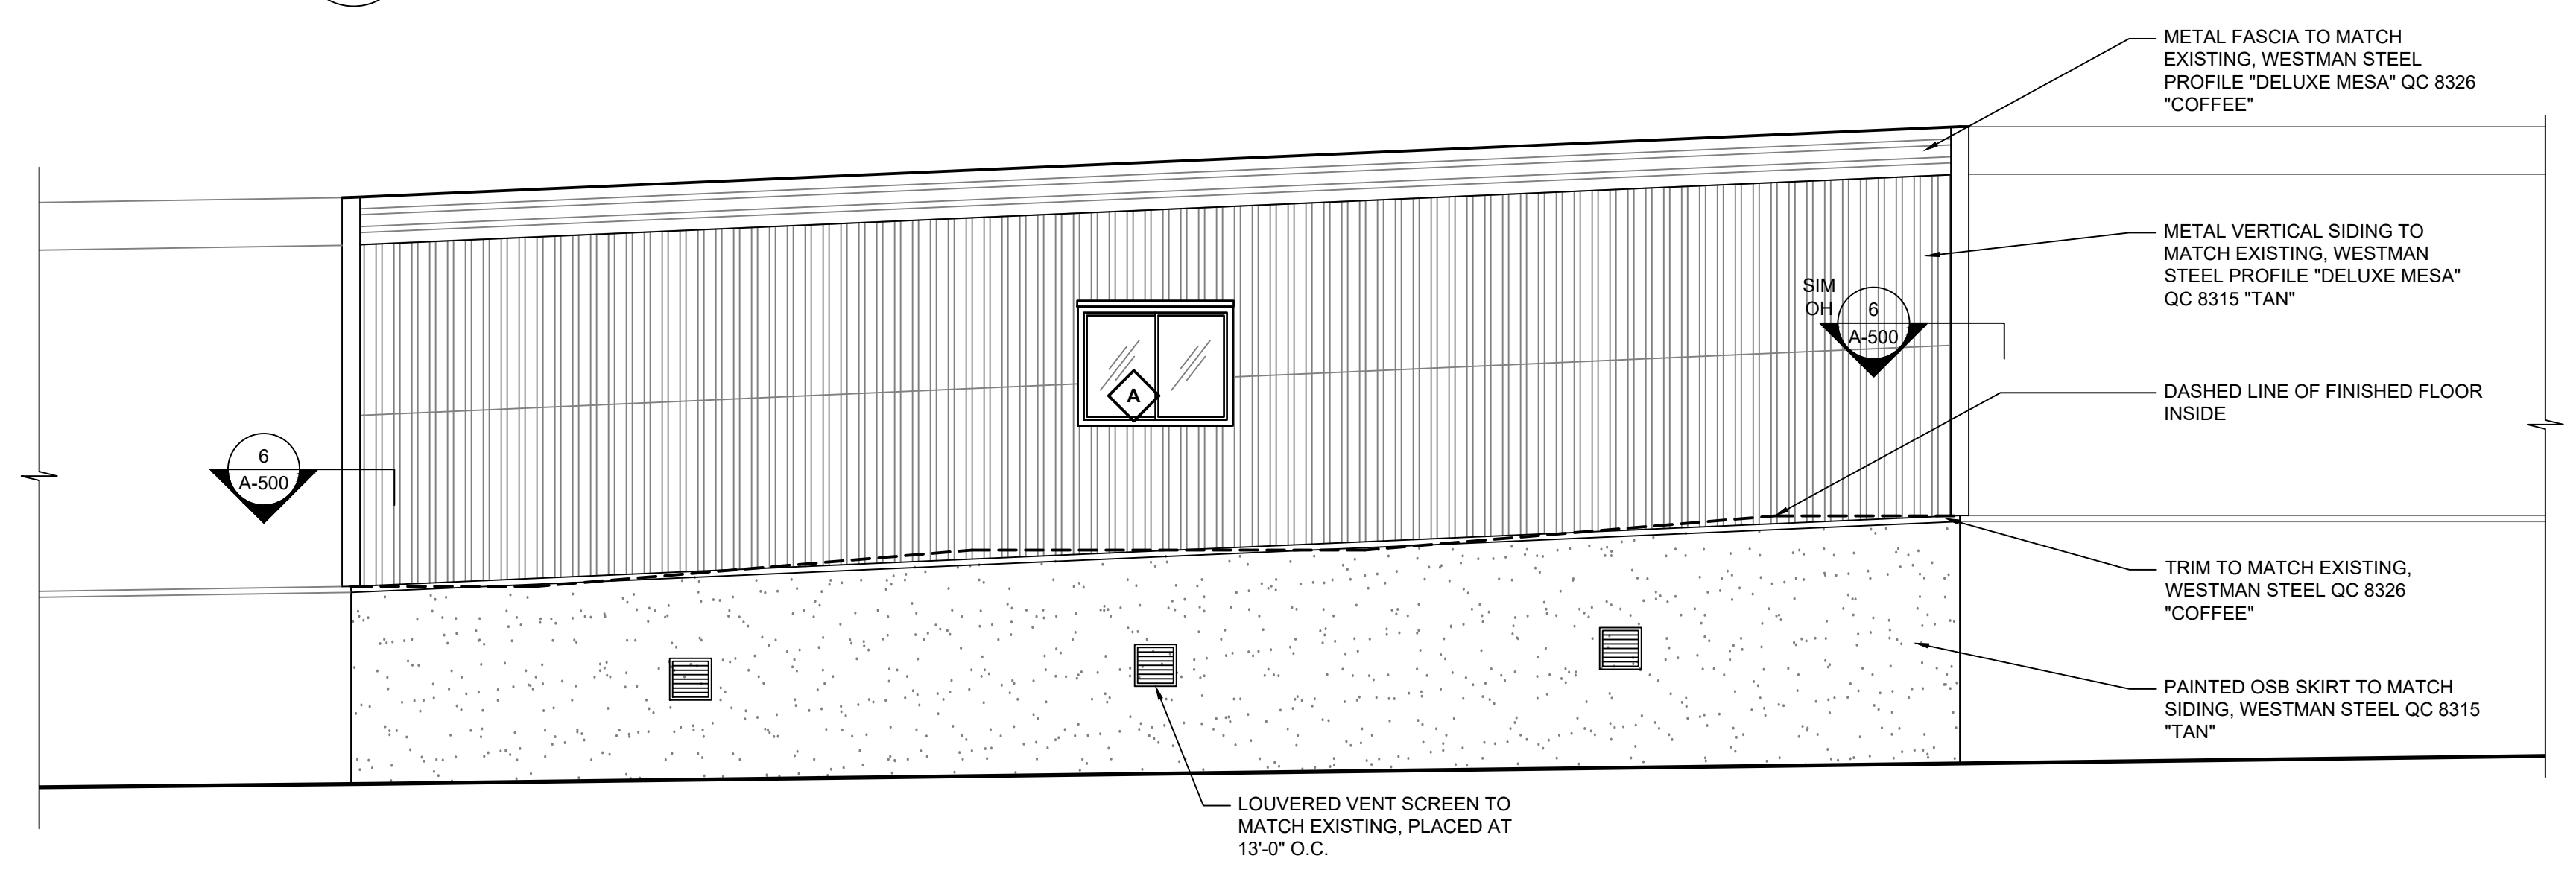 METAL FASCIA TO MATCH
EXISTING, WESTMAN STEEL
PROFILE "DELUXE MESA" QC 8326
"COFFEE"
METAL VERTICAL SIDING TO
MATCH EXISTING, WESTMAN
STEEL PROFILE "DELUXE MESA"
QC 8315 "TAN"
SIM
OH
6
A-500
DASHED LINE OF FINISHED FLOOR
INSIDE
A
6
A-500
TRIM TO MATCH EXISTING,
WESTMAN STEEL QC 8326
"COFFEE"
PAINTED OSB SKIRT TO MATCH
SIDING, WESTMAN STEEL QC 8315
"TAN"
LOUVERED VENT SCREEN TO
MATCH EXISTING, PLACED AT
13'-0" O.C.